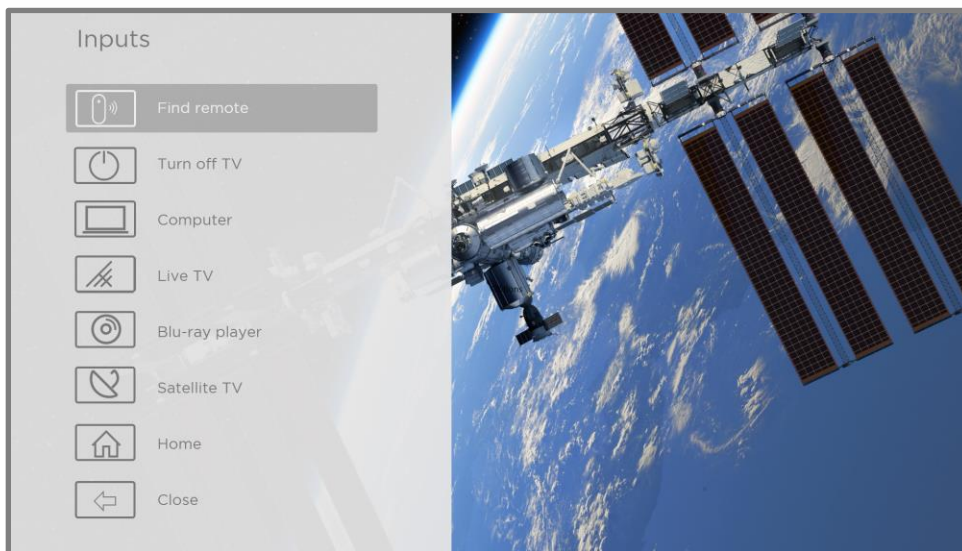 Inputs
Find remote
Turn off TV
Computer
Live TV
Blu-ray player
Satellite TV
Home
Close